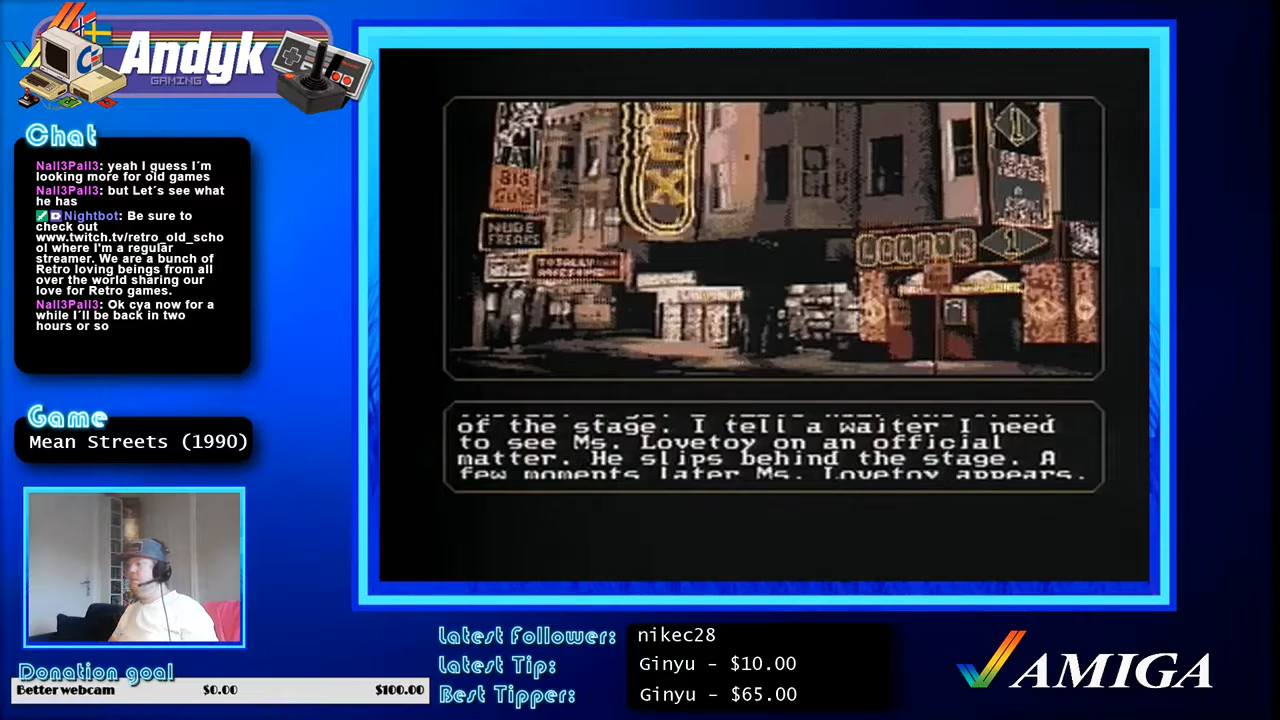 Andyk
GAMING
Chat
Nall3Pall3: yeah I guess I´m
looking more for old games
Nall3Pall3: but Let´s see what
he has
Nightbot: Be sure to
check out
www.twitch.tv/retro_old_scho
ol where I'm a regular
streamer. We are a bunch of
Retro loving beings from all
over the world sharing our
love for Retro games.
Nall3Pall3: Ok cya now for a
while I´ll be back in two
hours or so
Game
Mean Streets (1990)
BIG
GUYS
NUDE
FREAKS
TOTALLY
AWESOME
1
1
of the stage. I tell a waiter I need
to see Ms. Lovetoy on an official
matter. He slips behind the stage. A
few moments later Ms. Lovetoy appears.
Donation goal
Better webcam $0.00 $100.00
Latest Follower: nikec28
Latest Tip: Ginyu - $10.00
Best Tipper: Ginyu - $65.00
AMIGA